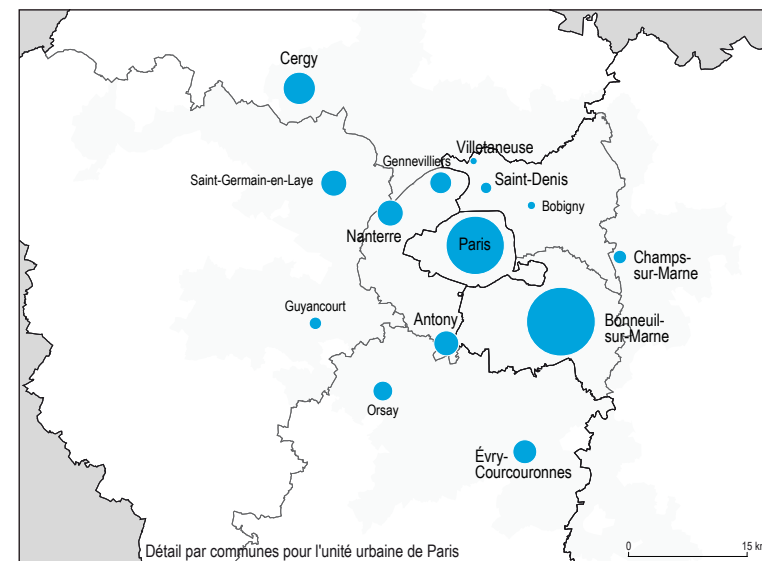 Cergy
Villetaneuse
Gennevilliers
Saint-Germain-en-Laye
Saint-Denis
Bobigny
Nanterre
Paris
Champs-
sur-Marne
Guyancourt
Antony
Bonneuil-
sur-Marne
Orsay
Évry-
Courcouronnes
Détail par communes pour l'unité urbaine de Paris
0
15 km